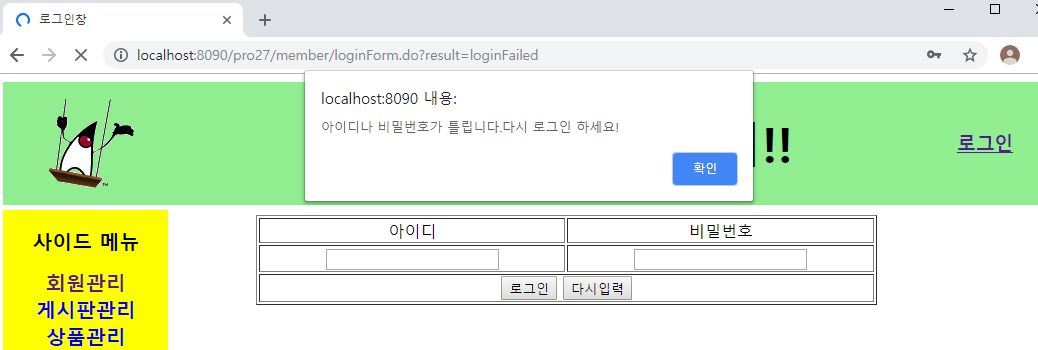 로그인창
localhost:8090/pro27/member/loginForm.do?result=loginFailed
localhost:8090 내용:
아이디나 비밀번호가 틀립니다.다시 로그인 하세요!
확인
!!
로그인
TM
사이드 메뉴
회원관리
게시판관리
상품관리
아이디 비밀번호
로그인 다시입력